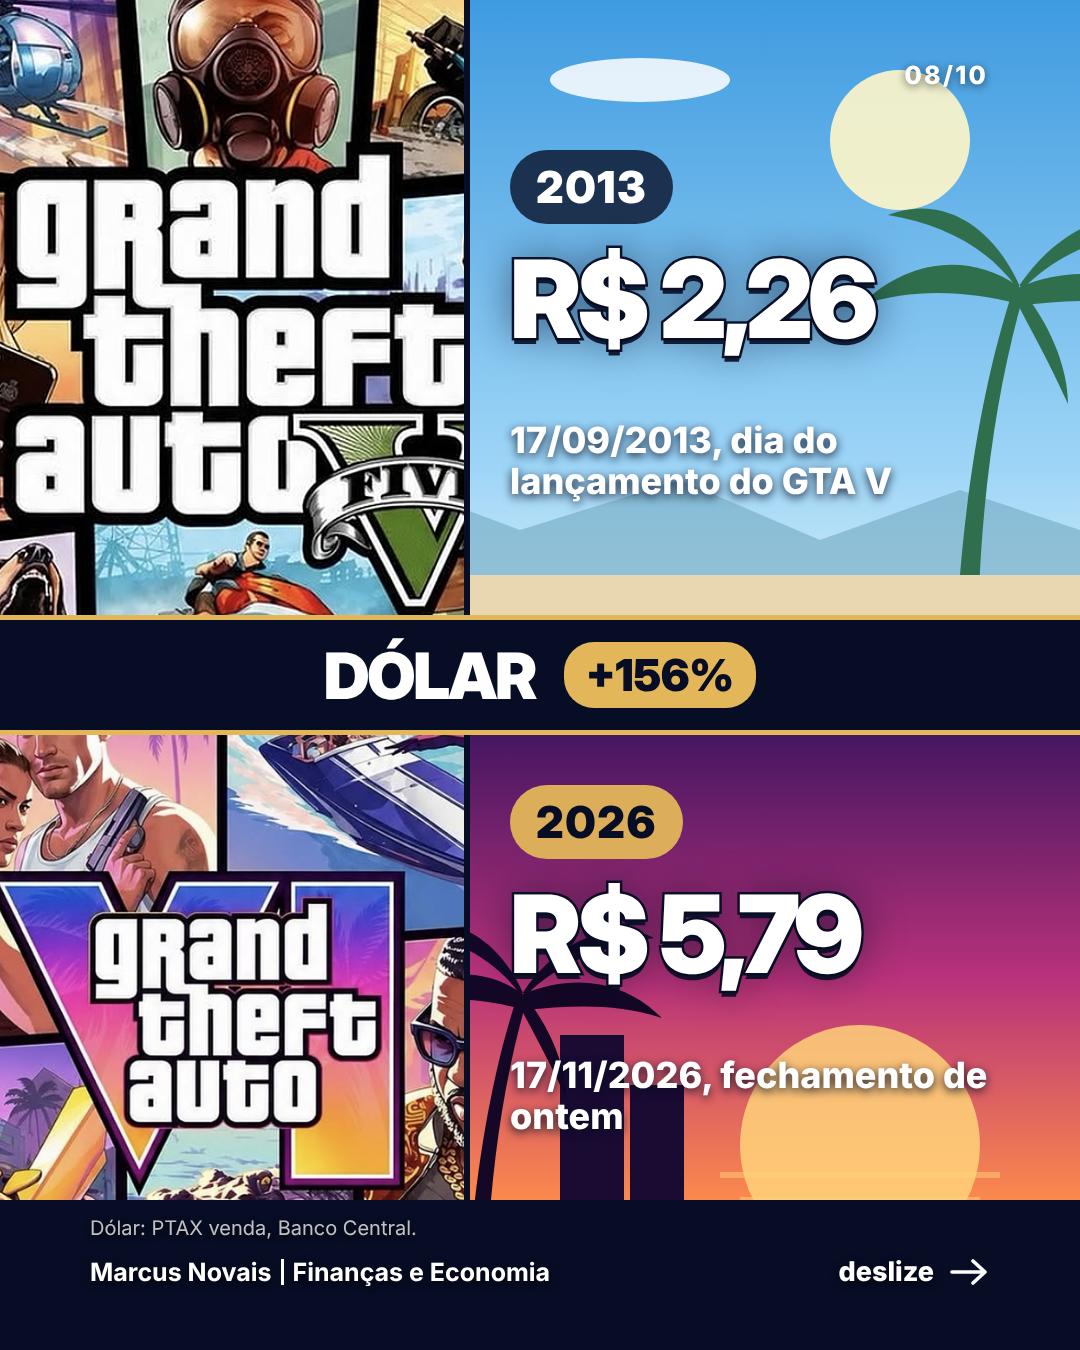 grand
theft
auto
FIVE
08/10
2013
R$ 2,26
17/09/2013, dia do
lançamento do GTA V
DÓLAR +156%
VI
grand
theft
auto
2026
R$ 5,79
17/11/2026, fechamento de
ontem
Dólar: PTAX venda, Banco Central.
Marcus Novais | Finanças e Economia
deslize →